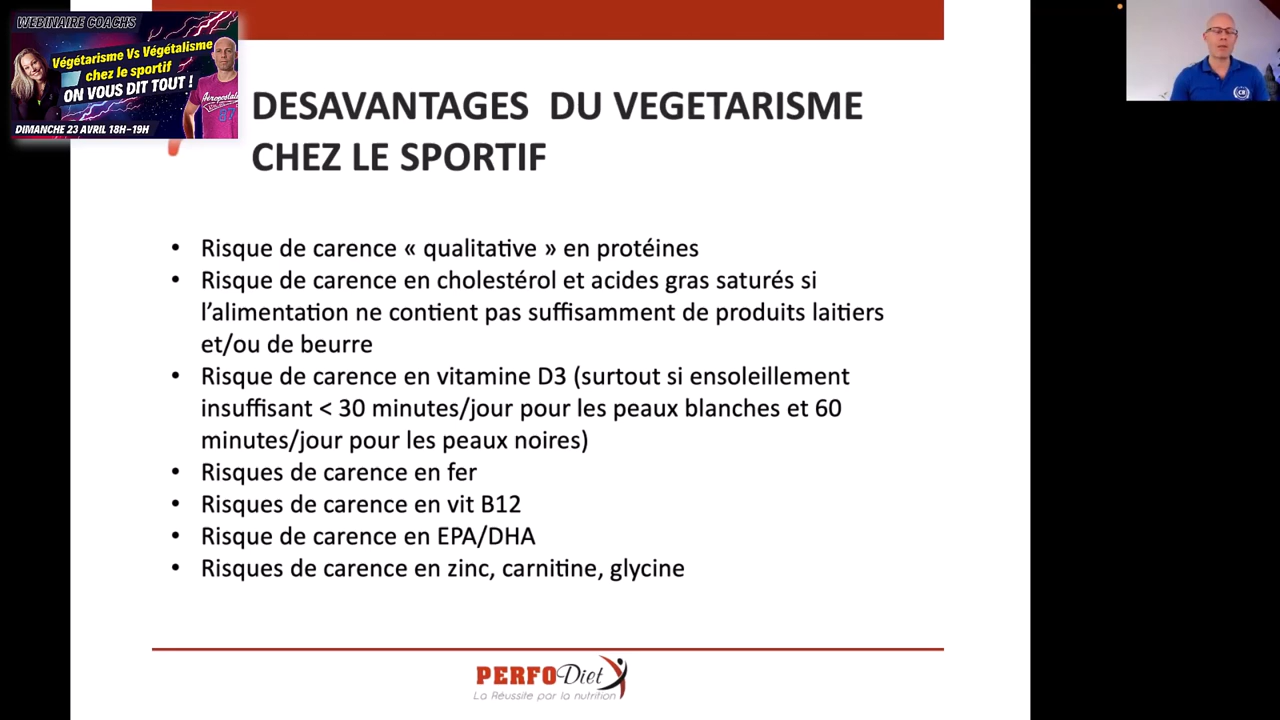 WEBINAIRE COACHS
Végétarisme Vs Végétalisme
chez le sportif
ON VOUS DIT TOUT !
Aéropostale
87
DIMANCHE 23 AVRIL 18H-19H
DESAVANTAGES DU VEGETARISME
CHEZ LE SPORTIF
• Risque de carence « qualitative » en protéines
• Risque de carence en cholestérol et acides gras saturés si
l’alimentation ne contient pas suffisamment de produits laitiers
et/ou de beurre
• Risque de carence en vitamine D3 (surtout si ensoleillement
insuffisant < 30 minutes/jour pour les peaux blanches et 60
minutes/jour pour les peaux noires)
• Risques de carence en fer
• Risques de carence en vit B12
• Risque de carence en EPA/DHA
• Risques de carence en zinc, carnitine, glycine
PERFODiet
La Réussite par la nutrition